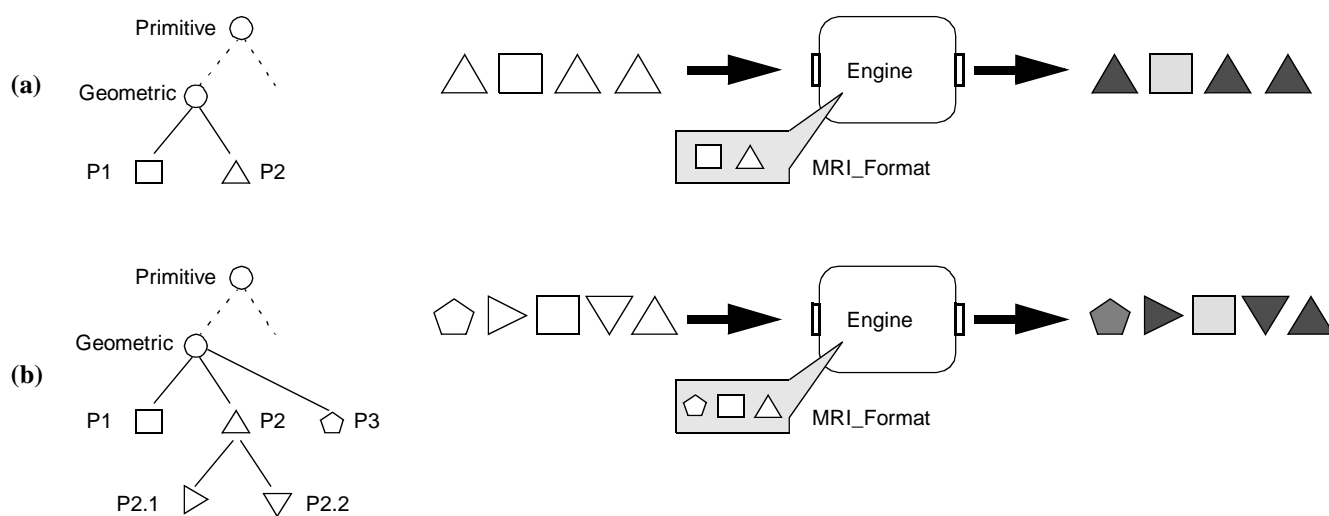 Primitive
(a)
Geometric
P1
P2
Engine
MRI_Format
Primitive
(b)
Geometric
P1
P2
P3
P2.1
P2.2
Engine
MRI_Format